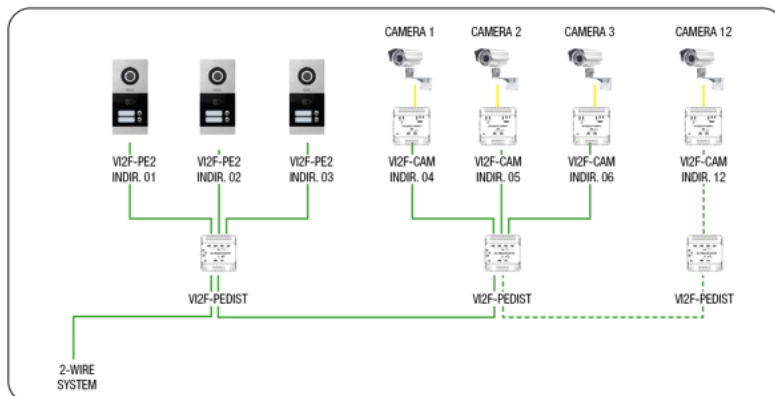 CAMERA 1
CAMERA 2
CAMERA 3
CAMERA 12
VI2F-PE2
INDIR. 01
VI2F-PE2
INDIR. 02
VI2F-PE2
INDIR. 03
VI2F-CAM
INDIR. 04
VI2F-CAM
INDIR. 05
VI2F-CAM
INDIR. 06
VI2F-CAM
INDIR. 12
VI2F-PEDIST
VI2F-PEDIST
VI2F-PEDIST
2-WIRE
SYSTEM